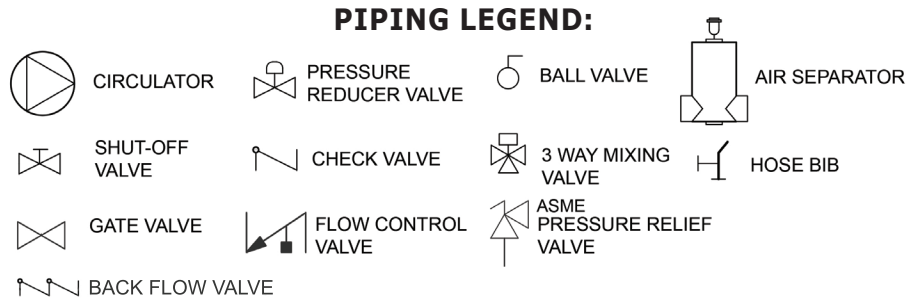 PIPING LEGEND:
CIRCULATOR
PRESSURE
REDUCER VALVE
BALL VALVE
AIR SEPARATOR
SHUT-OFF
VALVE
CHECK VALVE
3 WAY MIXING
VALVE
HOSE BIB
GATE VALVE
FLOW CONTROL
VALVE
ASME
PRESSURE RELIEF
VALVE
BACK FLOW VALVE